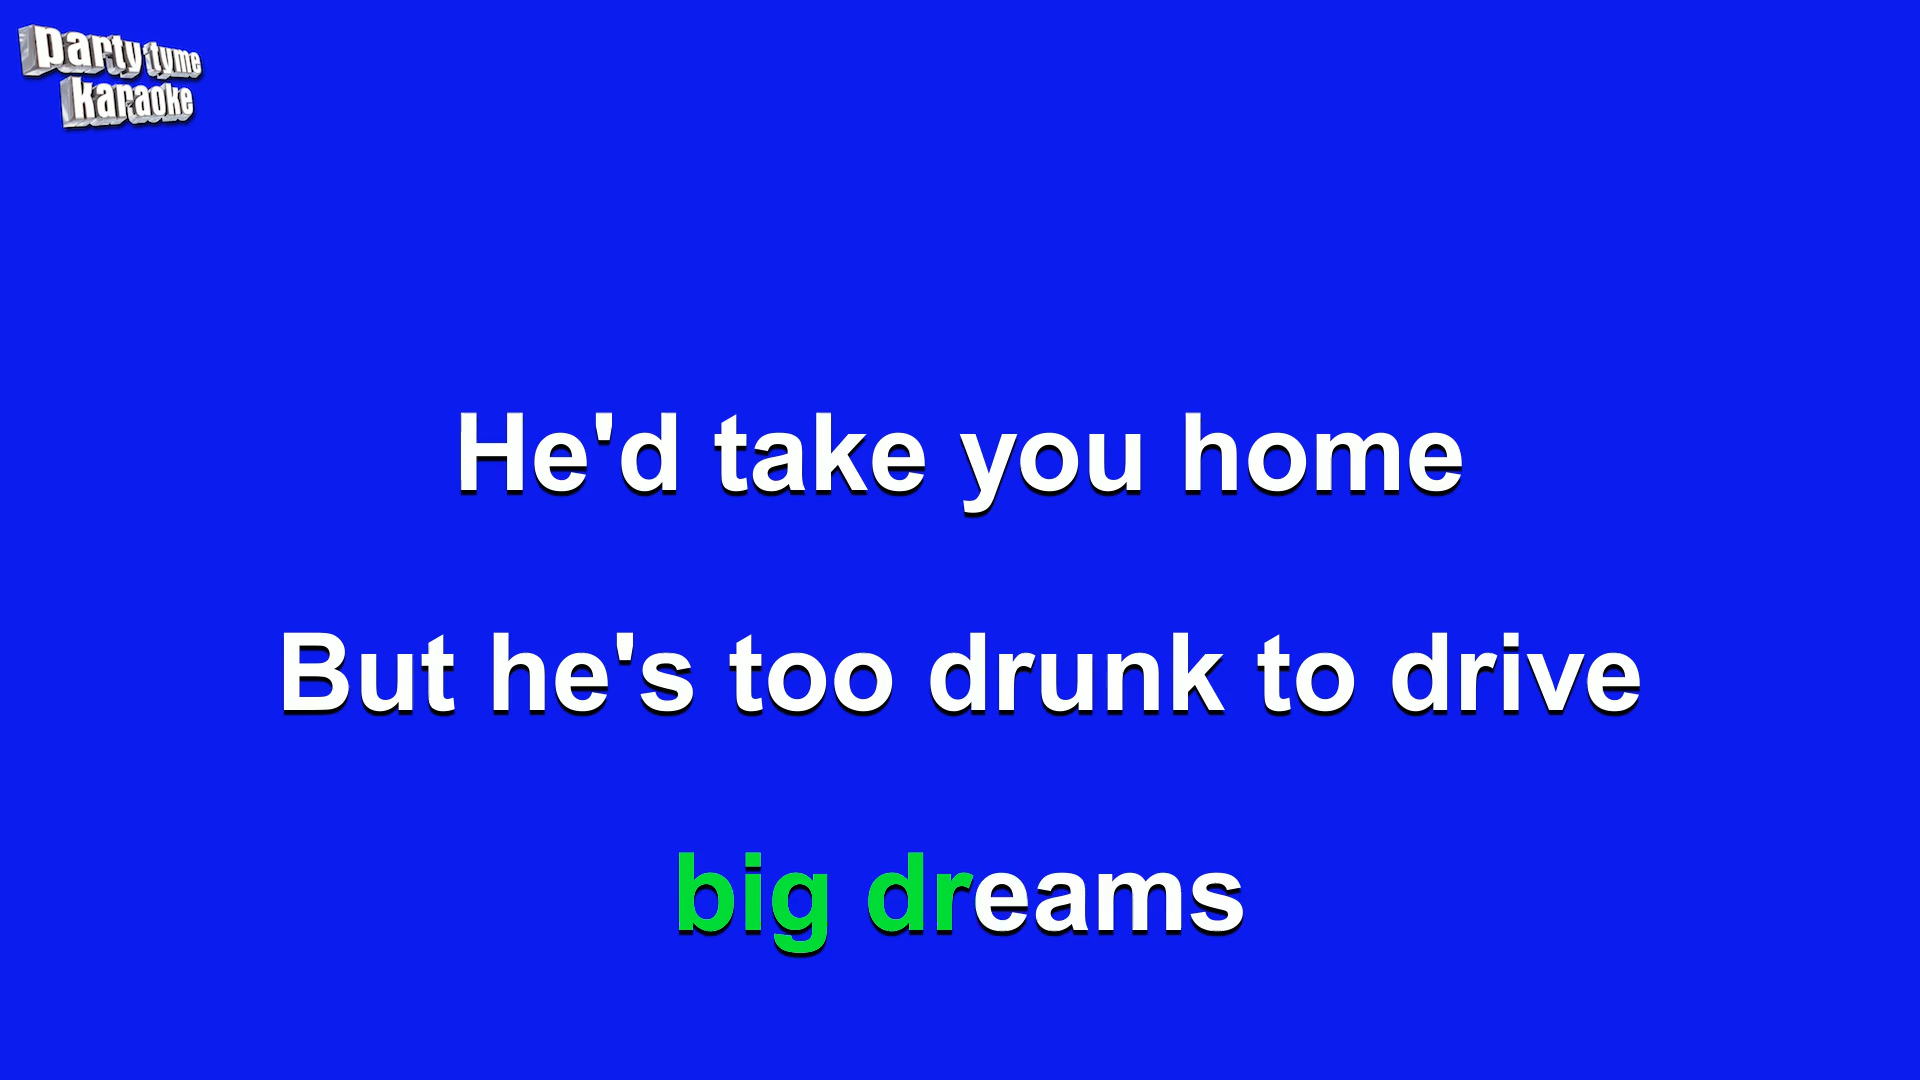 party tyme
karaoke
He'd take you home
But he's too drunk to drive
big dreams